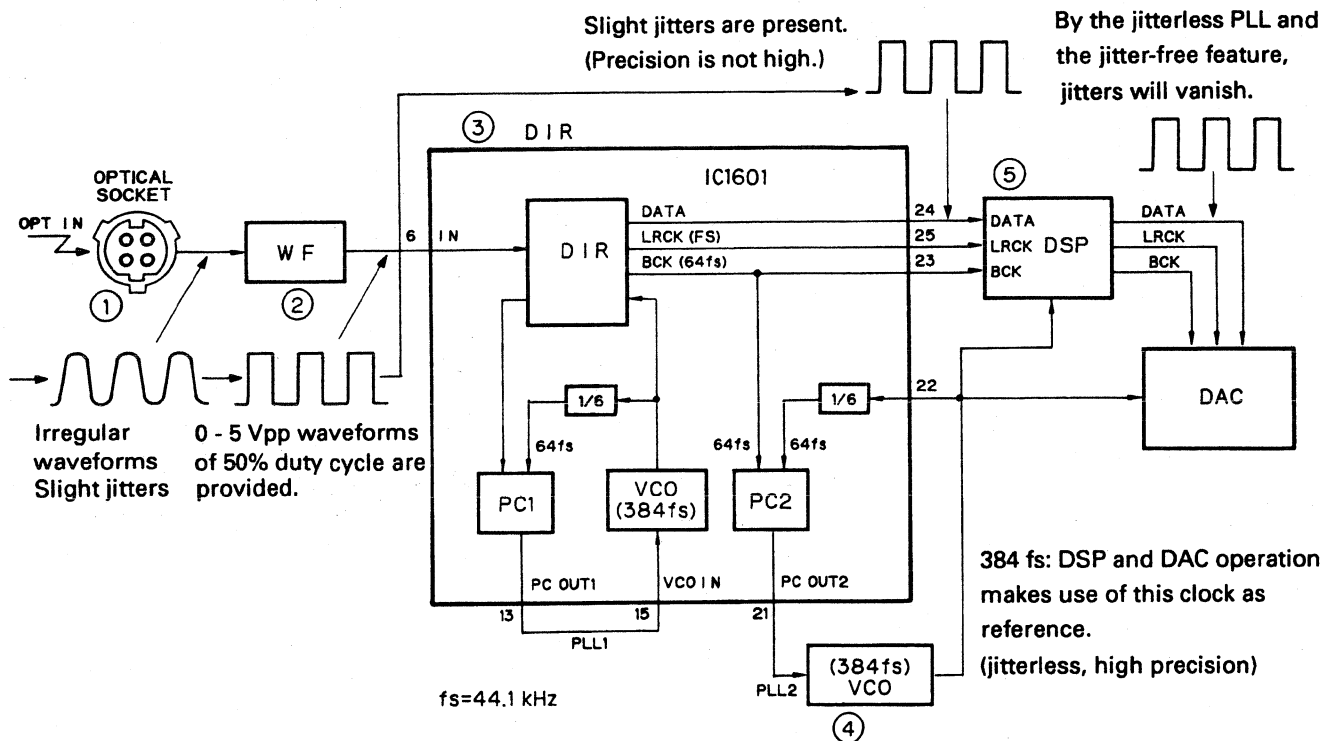 Slight jitters are present.
(Precision is not high.)
By the jitterless PLL and
the jitter-free feature,
jitters will vanish.
③ DIR
IC1601
OPTICAL
SOCKET
OPT IN
①
WF
②
6 IN
DIR
DATA
LRCK (FS)
BCK (64fs)
24
25
23
⑤
DATA
LRCK
BCK
DSP
DATA
LRCK
BCK
DAC
22
1/6
1/6
64fs
64fs
64fs
PC1
VCO
(384fs)
PC2
Irregular
waveforms
Slight jitters
0 - 5 Vpp waveforms
of 50% duty cycle are
provided.
PC OUT1
VCO IN
PC OUT2
13
15
21
PLL1
PLL2
(384fs)
VCO
④
384 fs: DSP and DAC operation
makes use of this clock as
reference.
(jitterless, high precision)
fs=44.1 kHz